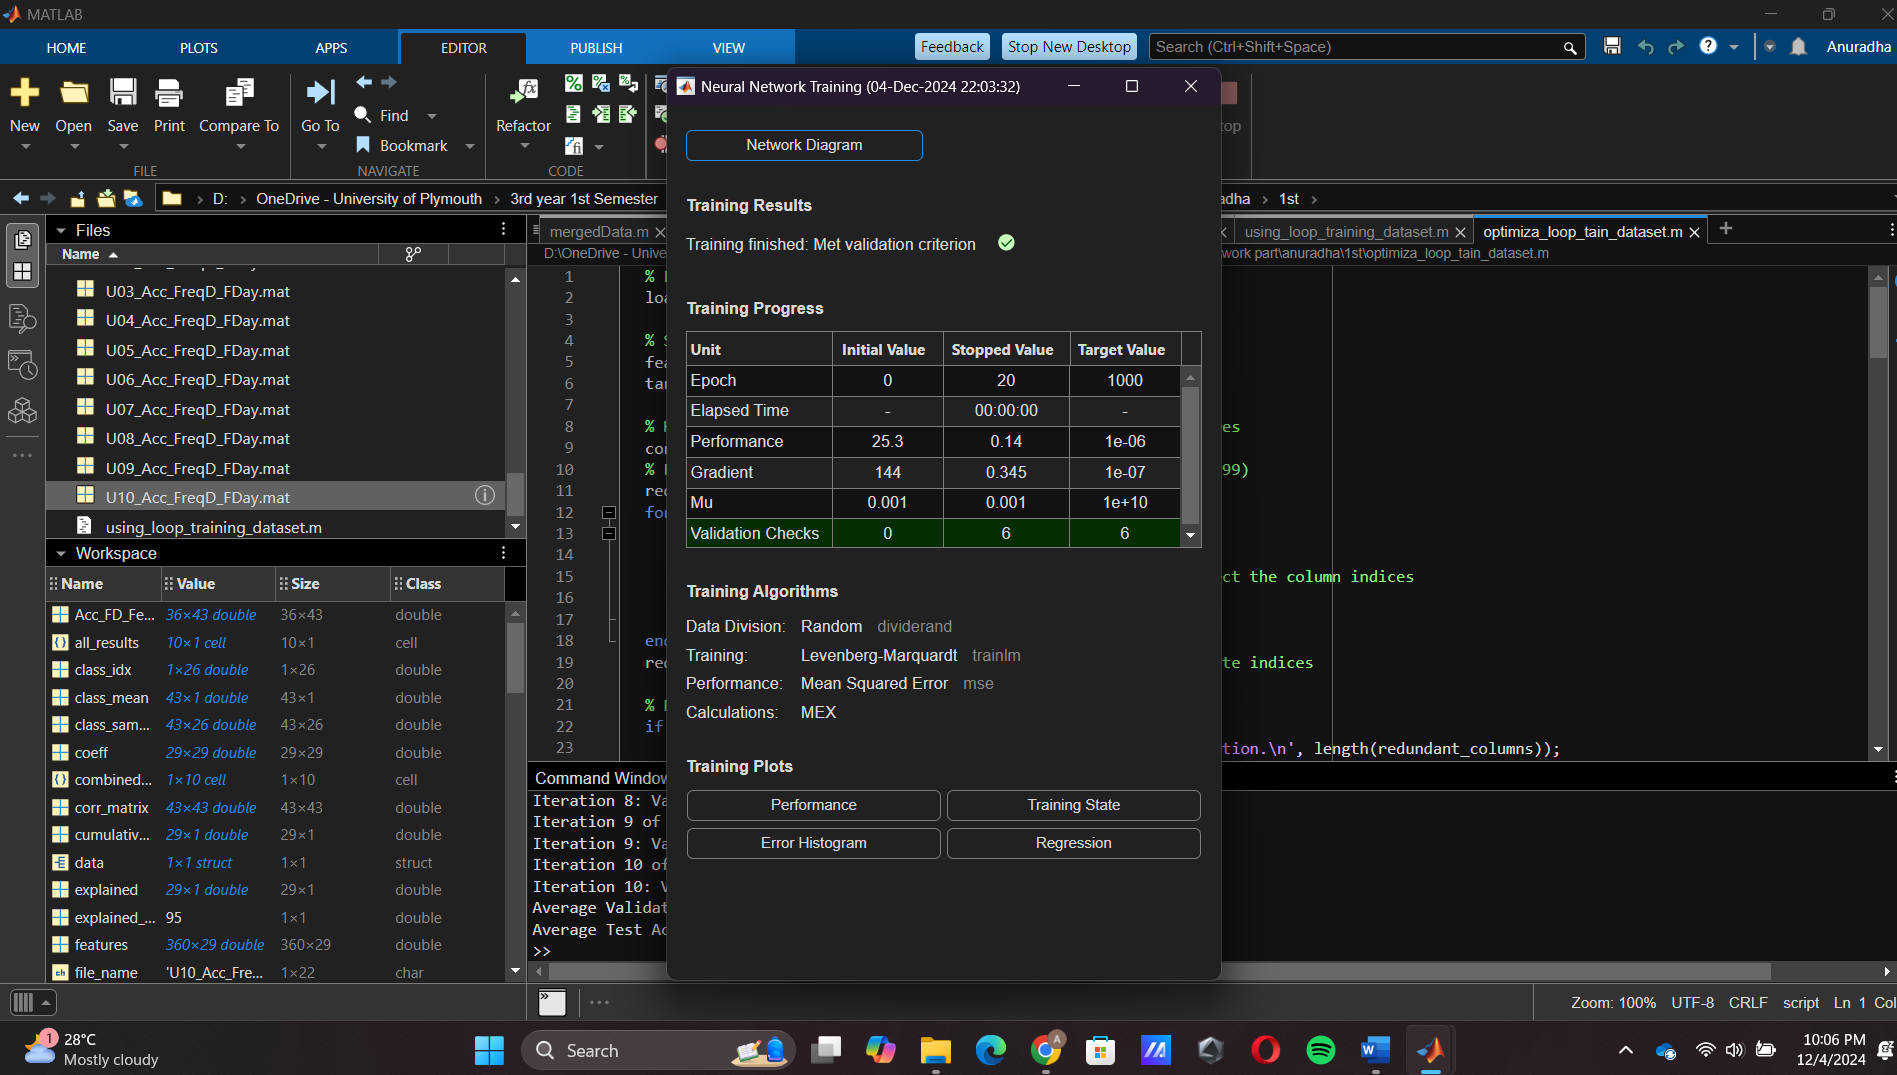 MATLAB
HOME PLOTS APPS EDITOR PUBLISH VIEW Feedback Stop New Desktop Search (Ctrl+Shift+Space) Anuradha
New Open Save Print Compare To Go To Find Bookmark Refactor
FILE NAVIGATE CODE
D: OneDrive - University of Plymouth 3rd year 1st Semester 1st
Files
Name
U03_Acc_FreqD_FDay.mat
U04_Acc_FreqD_FDay.mat
U05_Acc_FreqD_FDay.mat
U06_Acc_FreqD_FDay.mat
U07_Acc_FreqD_FDay.mat
U08_Acc_FreqD_FDay.mat
U09_Acc_FreqD_FDay.mat
U10_Acc_FreqD_FDay.mat
using_loop_training_dataset.m
Workspace
Name Value Size Class
Acc_FD_Fe... 36×43 double 36×43 double
all_results 10×1 cell 10×1 cell
class_idx 1×26 double 1×26 double
class_mean 43×1 double 43×1 double
class_sam... 43×26 double 43×26 double
coeff 29×29 double 29×29 double
combined... 1×10 cell 1×10 cell
corr_matrix 43×43 double 43×43 double
cumulativ... 29×1 double 29×1 double
data 1×1 struct 1×1 struct
explained 29×1 double 29×1 double
explained_... 95 1×1 double
features 360×29 double 360×29 double
file_name 'U10_Acc_Fre... 1×22 char
mergedData.m using_loop_training_dataset.m optimiza_loop_tain_dataset.m
D:\OneDrive - Unive work part\anuradha\1st\optimiza_loop_tain_dataset.m
1 %
2
3
4 %
5
6
7
8 %
9
10 % 99)
11
12 for
13
14
15 the column indices
16
17
18 end
19 indices
20
21 %
22 if
23 \n', length(redundant_columns));
Command Window
Iteration 8:
Iteration 9 of
Iteration 9:
Iteration 10 of
Iteration 10:
Average
Average Test
>>
Neural Network Training (04-Dec-2024 22:03:32)
Network Diagram
Training Results
Training finished: Met validation criterion
Training Progress
Unit Initial Value Stopped Value Target Value
Epoch 0 20 1000
Elapsed Time - 00:00:00 -
Performance 25.3 0.14 1e-06
Gradient 144 0.345 1e-07
Mu 0.001 0.001 1e+10
Validation Checks 0 6 6
Training Algorithms
Data Division: Random dividerand
Training: Levenberg-Marquardt trainlm
Performance: Mean Squared Error mse
Calculations: MEX
Training Plots
Performance Training State
Error Histogram Regression
Zoom: 100% UTF-8 CRLF script Ln 1 Col
1
28°C
Mostly cloudy
Search
10:06 PM
12/4/2024